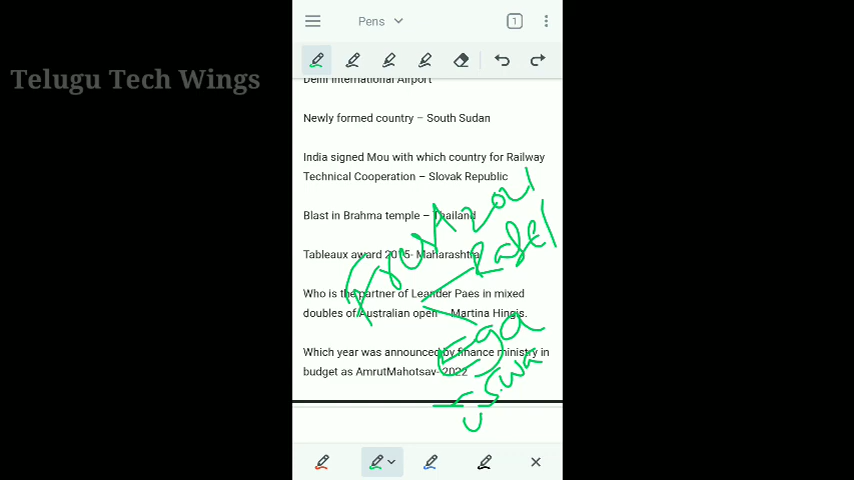 Pens
1
Telugu Tech Wings
Delhi International Airport
Newly formed country – South Sudan
India signed Mou with which country for Railway
Technical Cooperation – Slovak Republic
Blast in Brahma temple – Thailand
Tableaux award 2015- Maharashtra
Who is the partner of Leander Paes in mixed
doubles of Australian open – Martina Hingis.
Which year was announced by finance ministry in
budget as AmrutMahotsav- 2022
Rafel
Ega